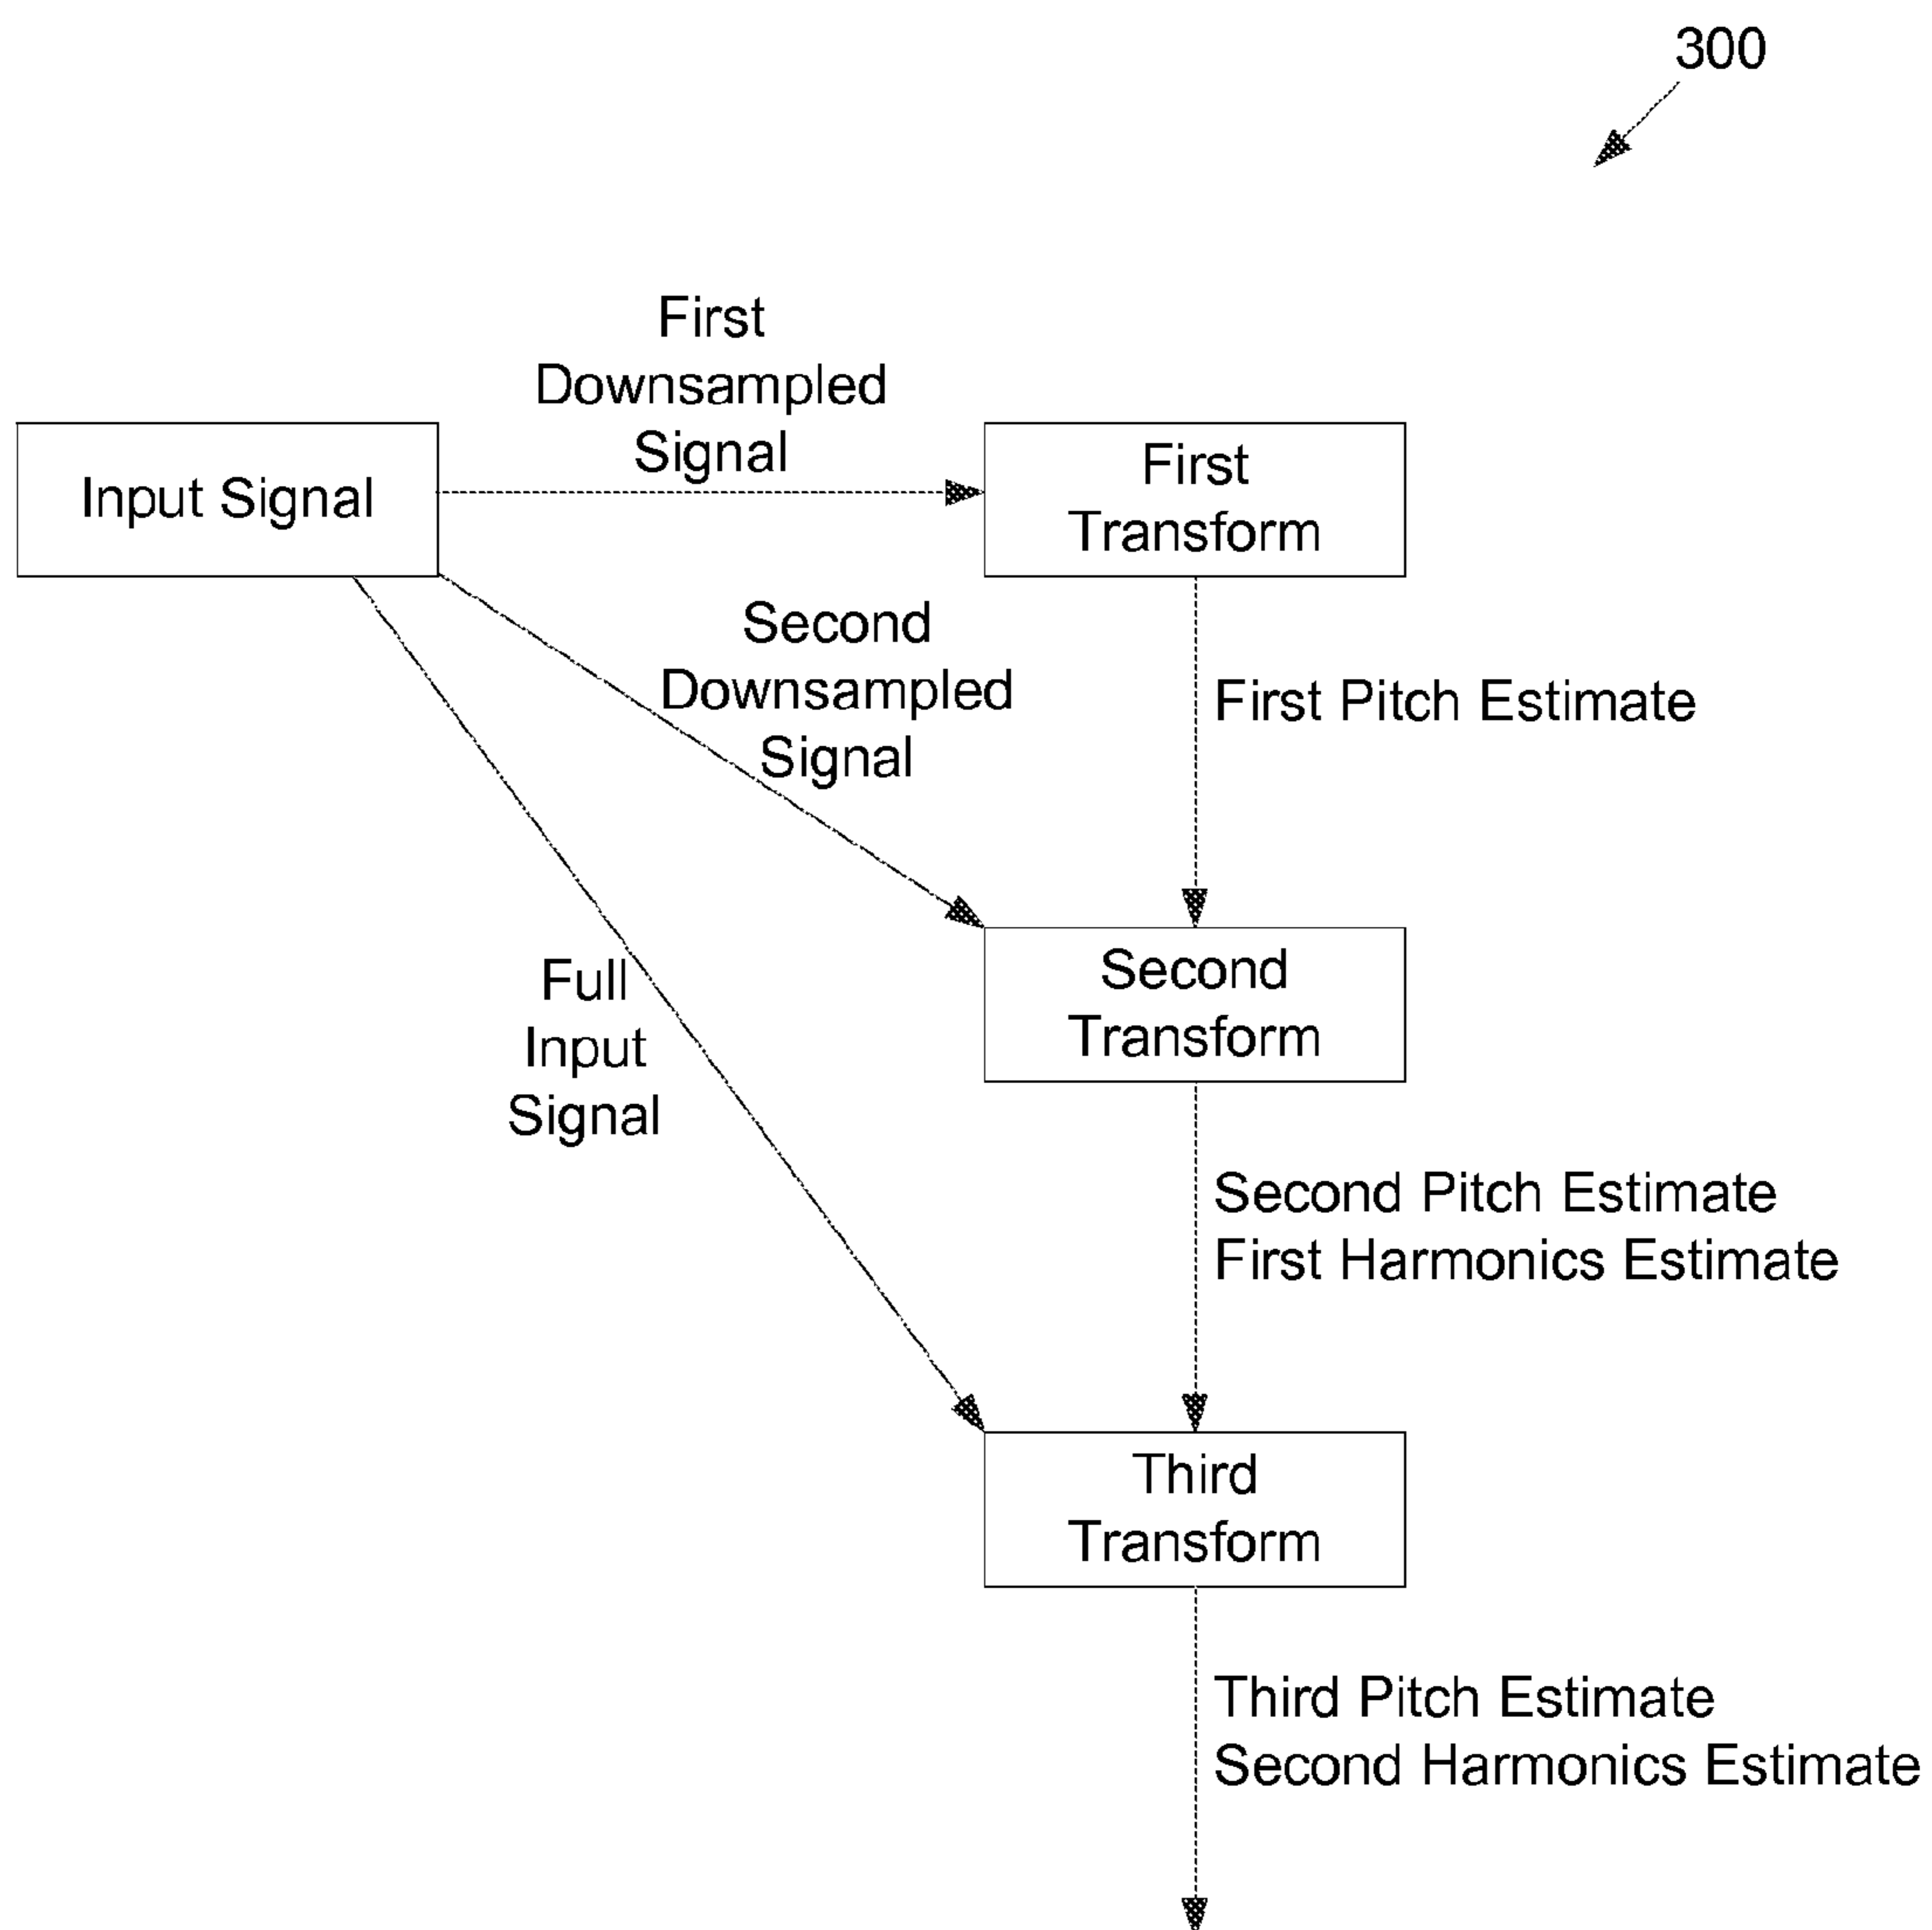 300
First
Downsampled
Signal
Input Signal
First
Transform
Second
Downsampled
Signal
First Pitch Estimate
Full
Input
Signal
Second
Transform
Second Pitch Estimate
First Harmonics Estimate
Third
Transform
Third Pitch Estimate
Second Harmonics Estimate